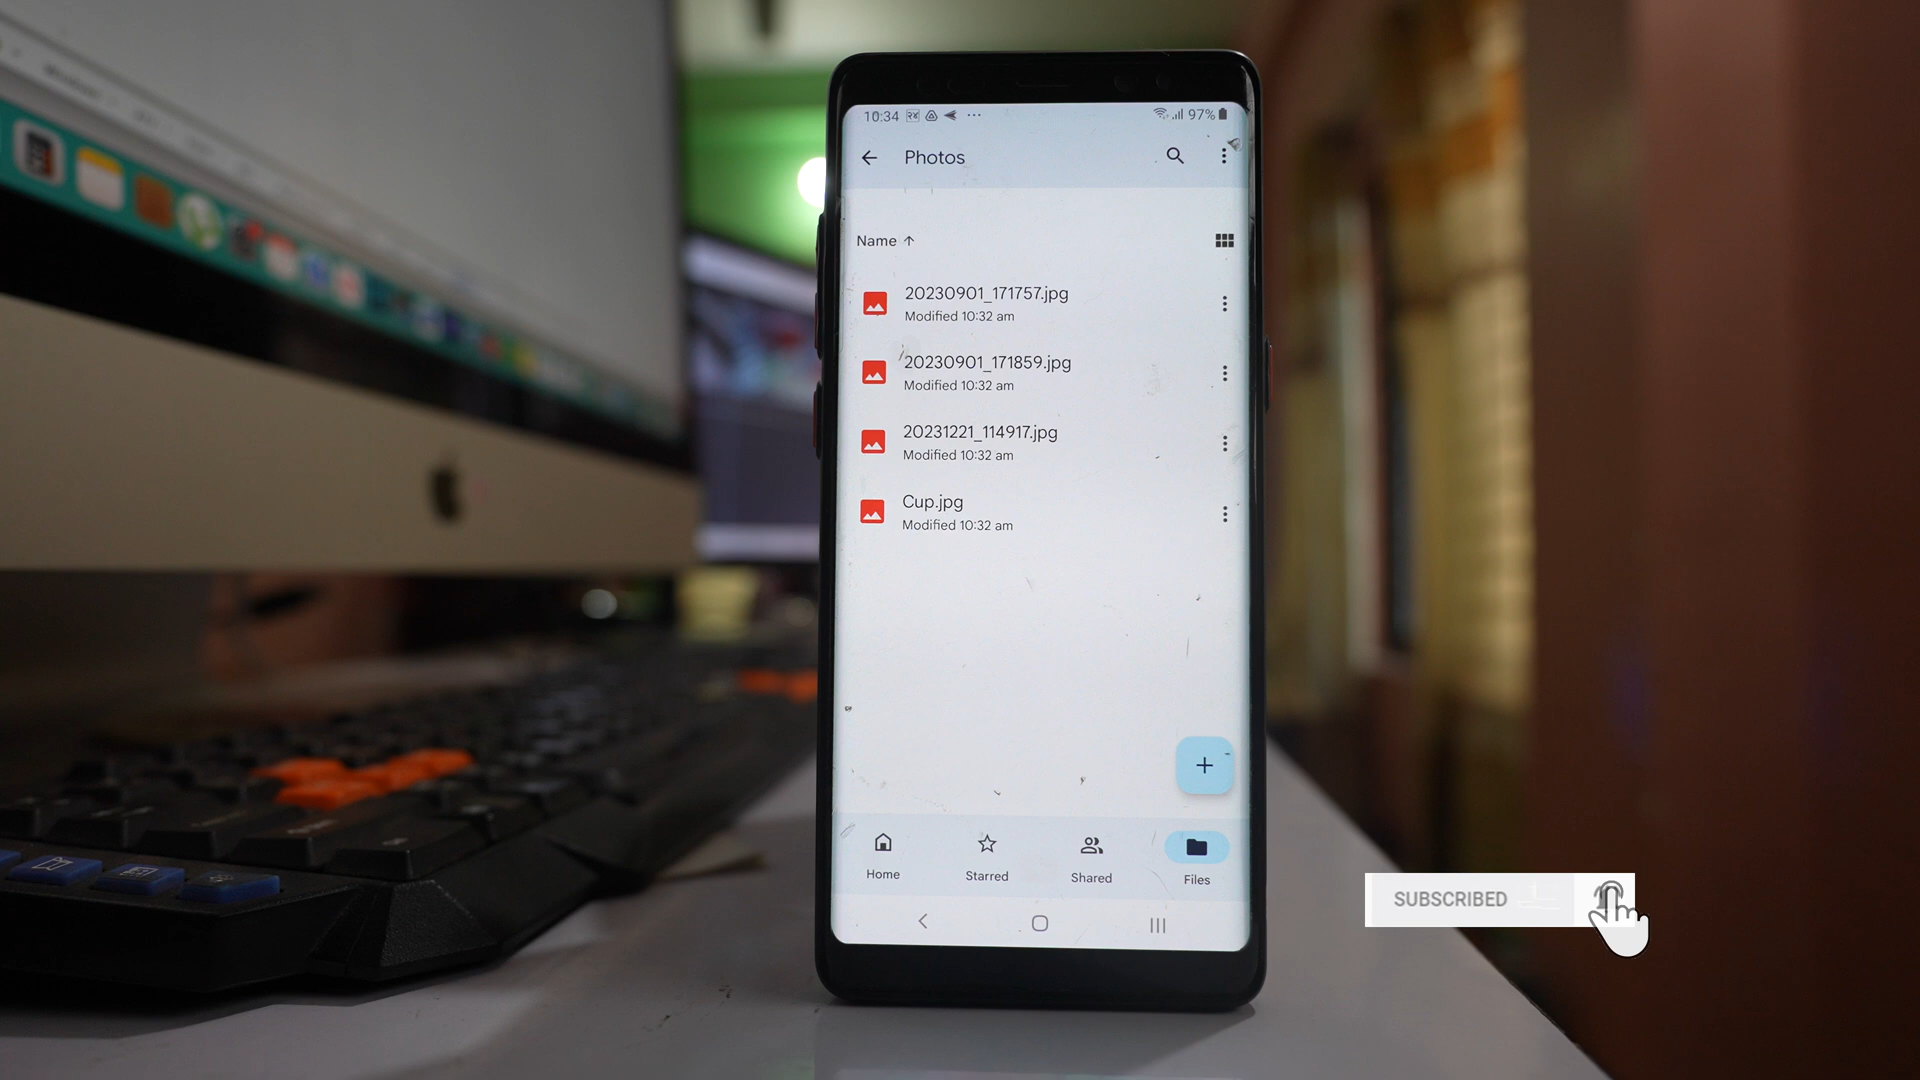 10:34
97%
Photos
Name
20230901_171757.jpg
Modified 10:32 am
20230901_171859.jpg
Modified 10:32 am
20231221_114917.jpg
Modified 10:32 am
Cup.jpg
Modified 10:32 am
Home
Starred
Shared
Files
SUBSCRIBED